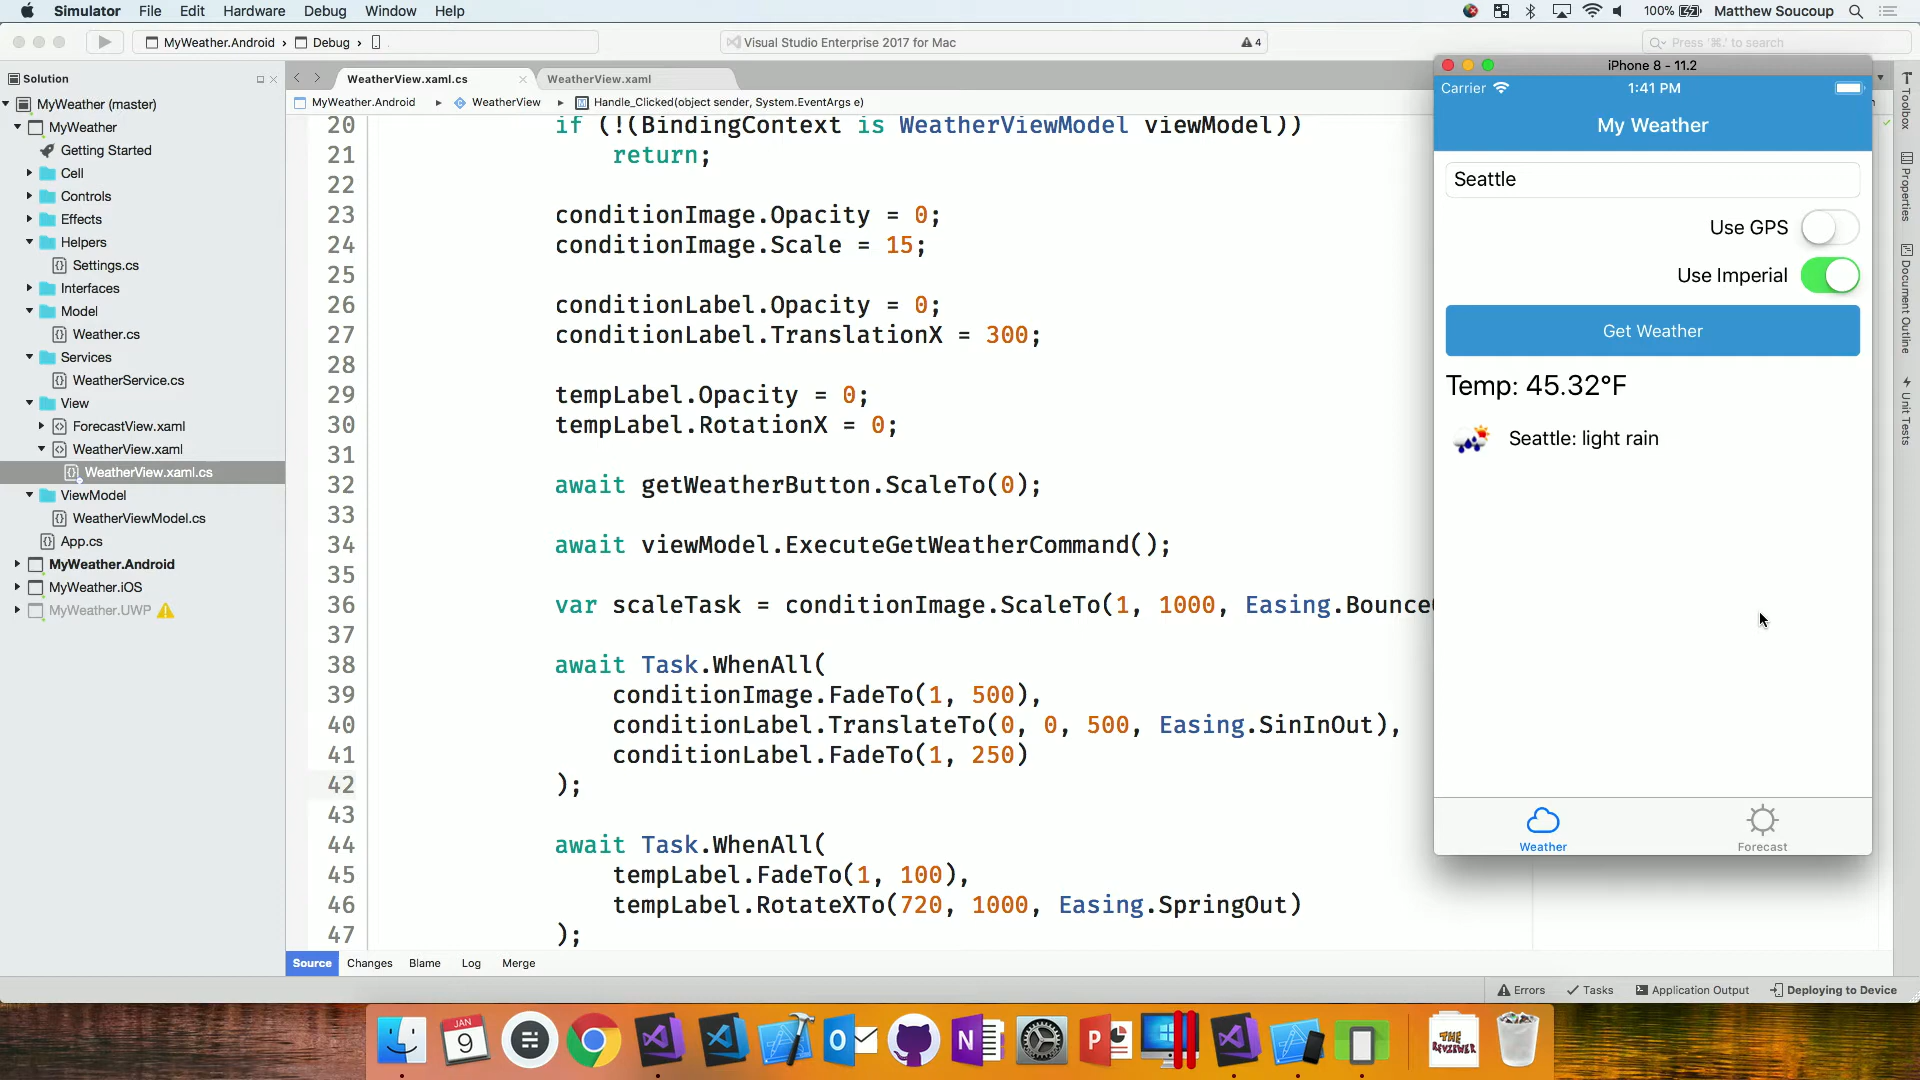 Simulator File Edit Hardware Debug Window Help
100% Matthew Soucoup
MyWeather.Android › Debug ›
Visual Studio Enterprise 2017 for Mac
4
Press '⌘.' to search
Solution
MyWeather (master)
MyWeather
Getting Started
Cell
Controls
Effects
Helpers
Settings.cs
Interfaces
Model
Weather.cs
Services
WeatherService.cs
View
ForecastView.xaml
WeatherView.xaml
WeatherView.xaml.cs
ViewModel
WeatherViewModel.cs
App.cs
MyWeather.Android
MyWeather.iOS
MyWeather.UWP
WeatherView.xaml.cs
WeatherView.xaml
MyWeather.Android WeatherView Handle_Clicked(object sender, System.EventArgs e)
20 if (!(BindingContext is WeatherViewModel viewModel))
21 return;
22
23 conditionImage.Opacity = 0;
24 conditionImage.Scale = 15;
25
26 conditionLabel.Opacity = 0;
27 conditionLabel.TranslationX = 300;
28
29 tempLabel.Opacity = 0;
30 tempLabel.RotationX = 0;
31
32 await getWeatherButton.ScaleTo(0);
33
34 await viewModel.ExecuteGetWeatherCommand();
35
36 var scaleTask = conditionImage.ScaleTo(1, 1000, Easing.Bounce
37
38 await Task.WhenAll(
39 conditionImage.FadeTo(1, 500),
40 conditionLabel.TranslateTo(0, 0, 500, Easing.SinInOut),
41 conditionLabel.FadeTo(1, 250)
42 );
43
44 await Task.WhenAll(
45 tempLabel.FadeTo(1, 100),
46 tempLabel.RotateXTo(720, 1000, Easing.SpringOut)
47 );
Source Changes Blame Log Merge
iPhone 8 - 11.2
Carrier 1:41 PM
My Weather
Seattle
Use GPS
Use Imperial
Get Weather
Temp: 45.32°F
Seattle: light rain
Weather
Forecast
Toolbox
Properties
Document Outline
Unit Tests
Errors Tasks Application Output Deploying to Device
JAN
9
THE REVIEWER